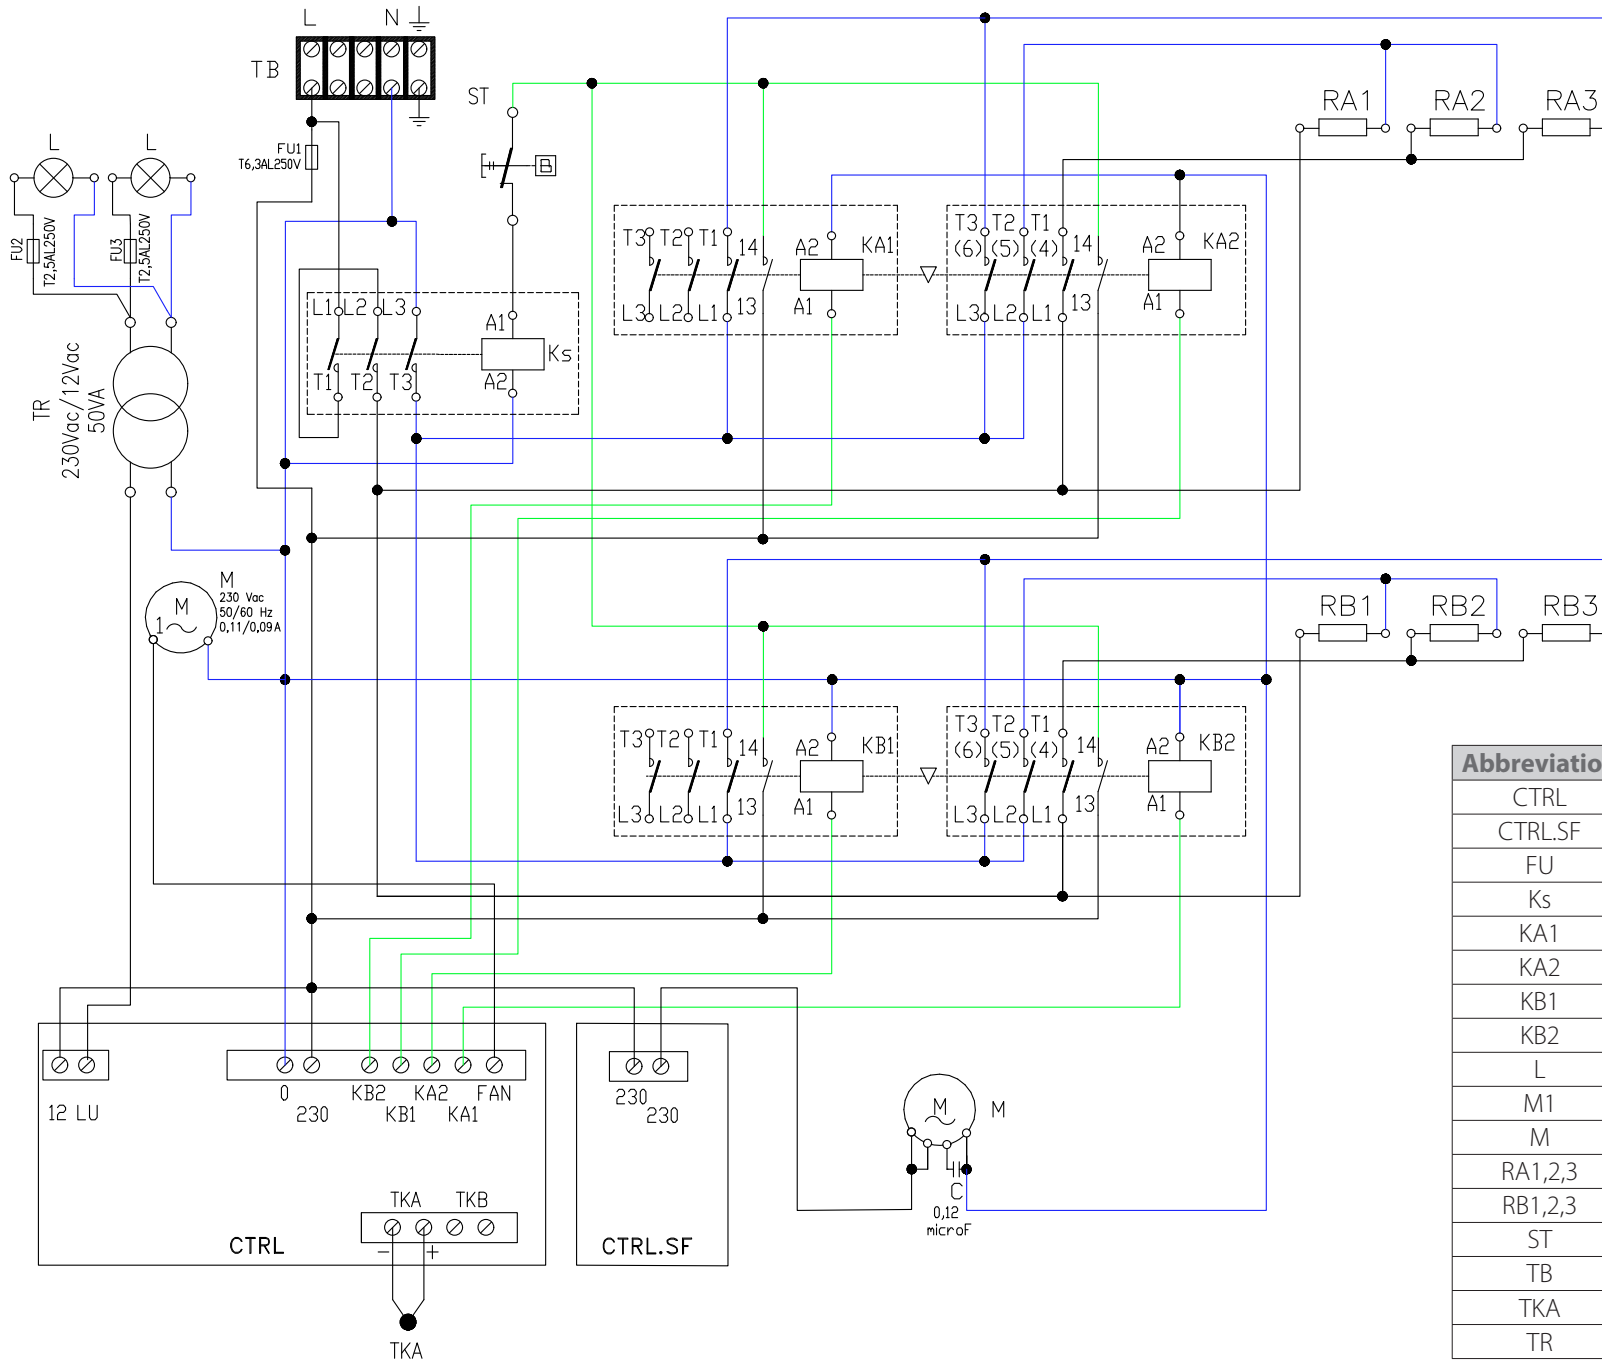 L N
TB
ST
FU1
T6,3AL250V
L L
FU2
T2,5AL250V
FU3
T2,5AL250V
TR
230Vac/12Vac
50VA
L1 L2 L3
T1 T2 T3
A1
Ks
A2
B
T3 T2 T1 14 A2 KA1
L3 L2 L1 13 A1
T3 T2 T1 14 A2 KA2
(6) (5) (4)
L3 L2 L1 13 A1
RA1 RA2 RA3
M
230 Vac
50/60 Hz
0,11/0,09A
M
1
RB1 RB2 RB3
T3 T2 T1 14 A2 KB1
L3 L2 L1 13 A1
T3 T2 T1 14 A2 KB2
(6) (5) (4)
L3 L2 L1 13 A1
12 LU
0 230 KB2 KB1 KA2 KA1 FAN
TKA TKB
- +
CTRL
TKA
230 230
CTRL.SF
M M
C
0,12
microF
Abbreviatio
CTRL
CTRL.SF
FU
Ks
KA1
KA2
KB1
KB2
L
M1
M
RA1,2,3
RB1,2,3
ST
TB
TKA
TR